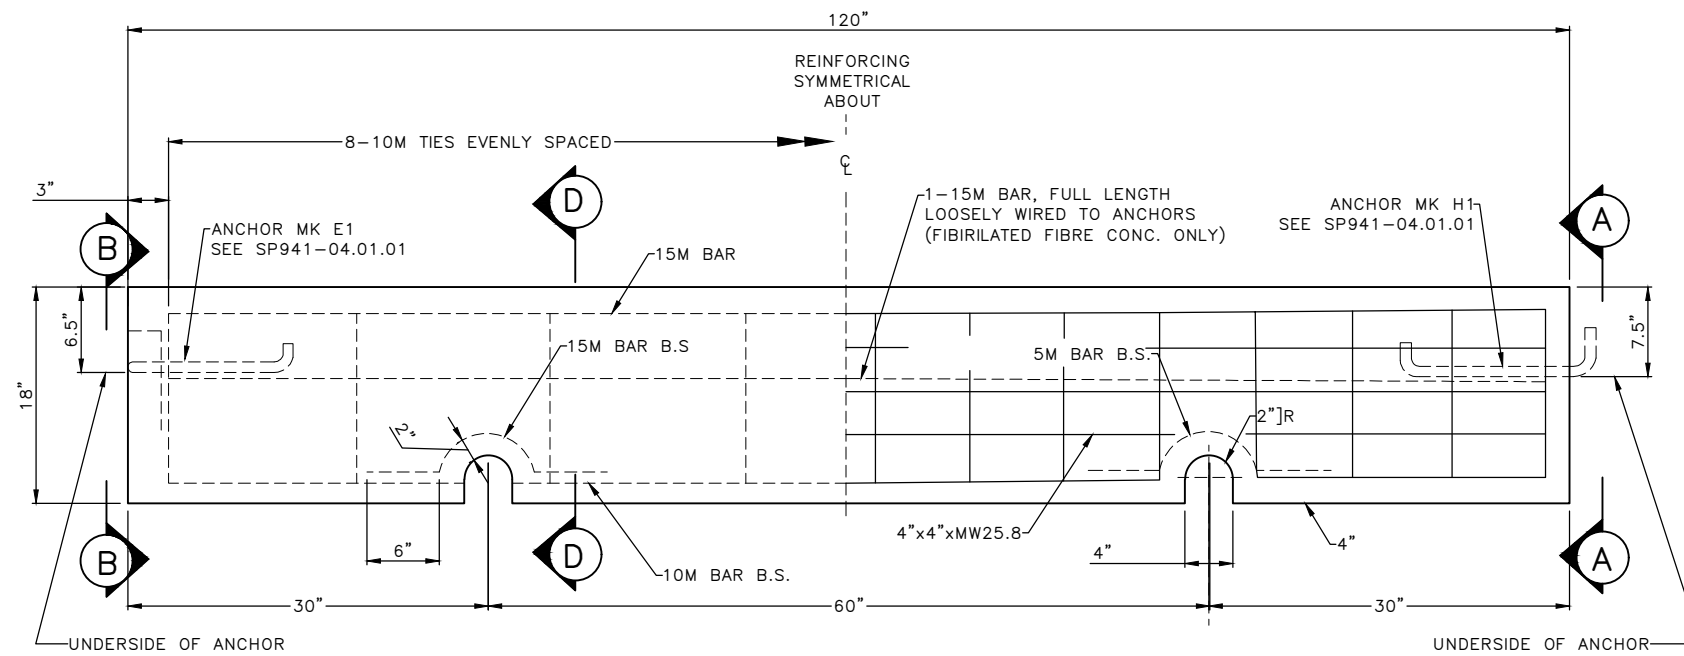 120”
REINFORCING
SYMMETRICAL
ABOUT
8-10M TIES EVENLY SPACED
℄
3”
D
1-15M BAR, FULL LENGTH
LOOSELY WIRED TO ANCHORS
(FIBIRILATED FIBRE CONC. ONLY)
ANCHOR MK H1
SEE SP941-04.01.01
A
B
ANCHOR MK E1
SEE SP941-04.01.01
15M BAR
6.5”
7.5”
15M BAR B.S
5M BAR B.S.
18”
2”
2”]R
4”x4”xMW25.8
4”
4”
6”
B
D
A
10M BAR B.S.
30”
60”
30”
UNDERSIDE OF ANCHOR
UNDERSIDE OF ANCHOR